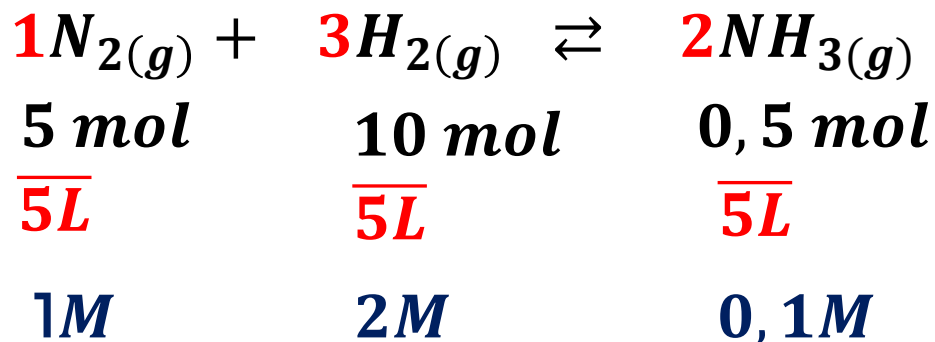 1N₂(g) + 3H₂(g) ⇄ 2NH₃(g)
5 mol 10 mol 0,5 mol
5L 5L 5L
1M 2M 0,1M